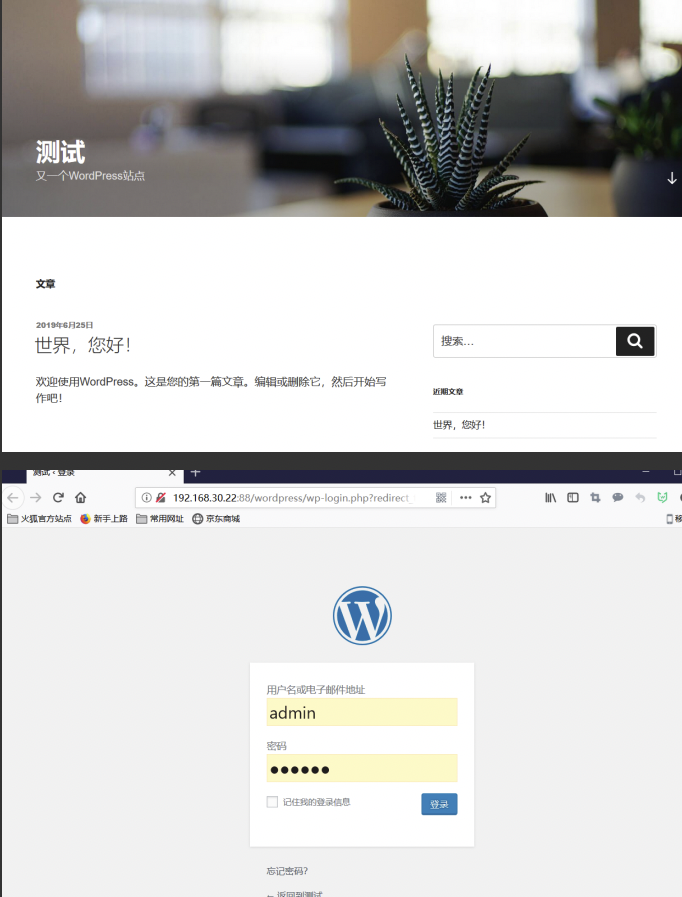 测试
又一个WordPress站点
文章
2019年6月25日
世界，您好！
欢迎使用WordPress。这是您的第一篇文章。编辑或删除它，然后开始写
作吧！
搜索…
近期文章
世界，您好！
测试 ‹ 登录
192.168.30.22:88/wordpress/wp-login.php?redirect_
火狐官方站点 新手上路 常用网址 京东商城
用户名或电子邮件地址
admin
密码
记住我的登录信息 登录
忘记密码？
← 返回到测试